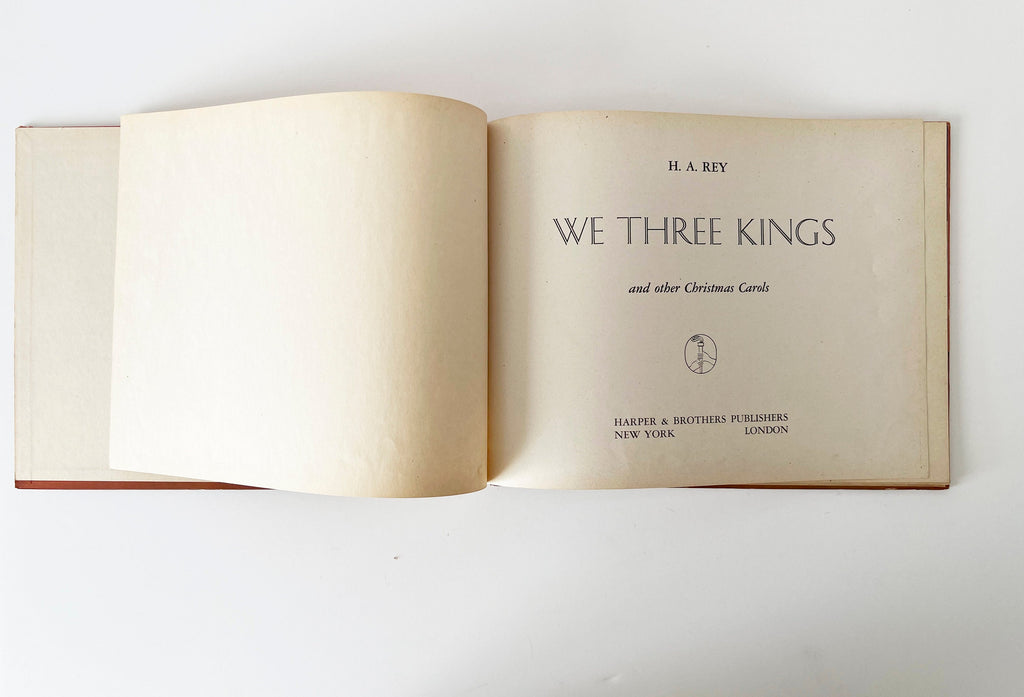 H. A. REY
WE THREE KINGS
and other Christmas Carols
HARPER & BROTHERS PUBLISHERS
NEW YORK LONDON